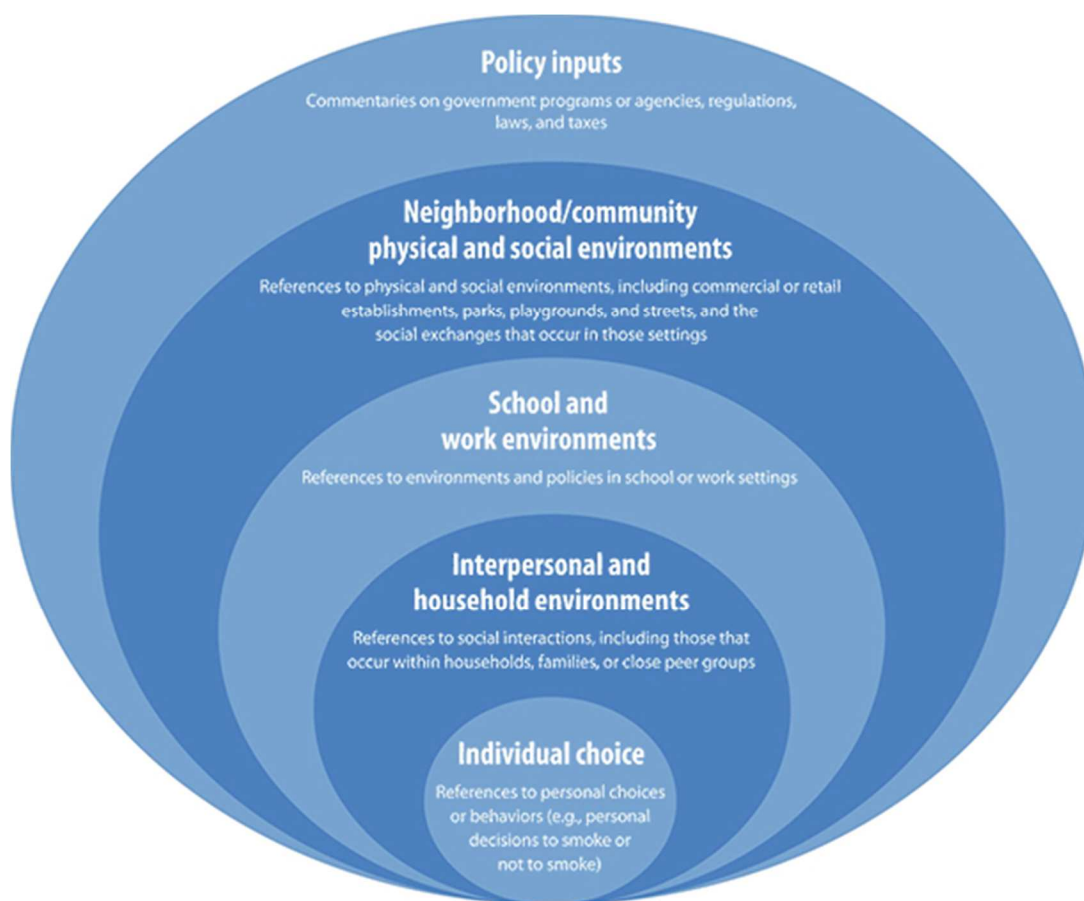 Policy inputs
Commentaries on government programs or agencies, regulations,
laws, and taxes
Neighborhood/community
physical and social environments
References to physical and social environments, including commercial or retail
establishments, parks, playgrounds, and streets, and the
social exchanges that occur in those settings
School and
work environments
References to environments and policies in school or work settings
Interpersonal and
household environments
References to social interactions, including those that
occur within households, families, or close peer groups
Individual choice
References to personal choices
or behaviors (e.g., personal
decisions to smoke or
not to smoke)